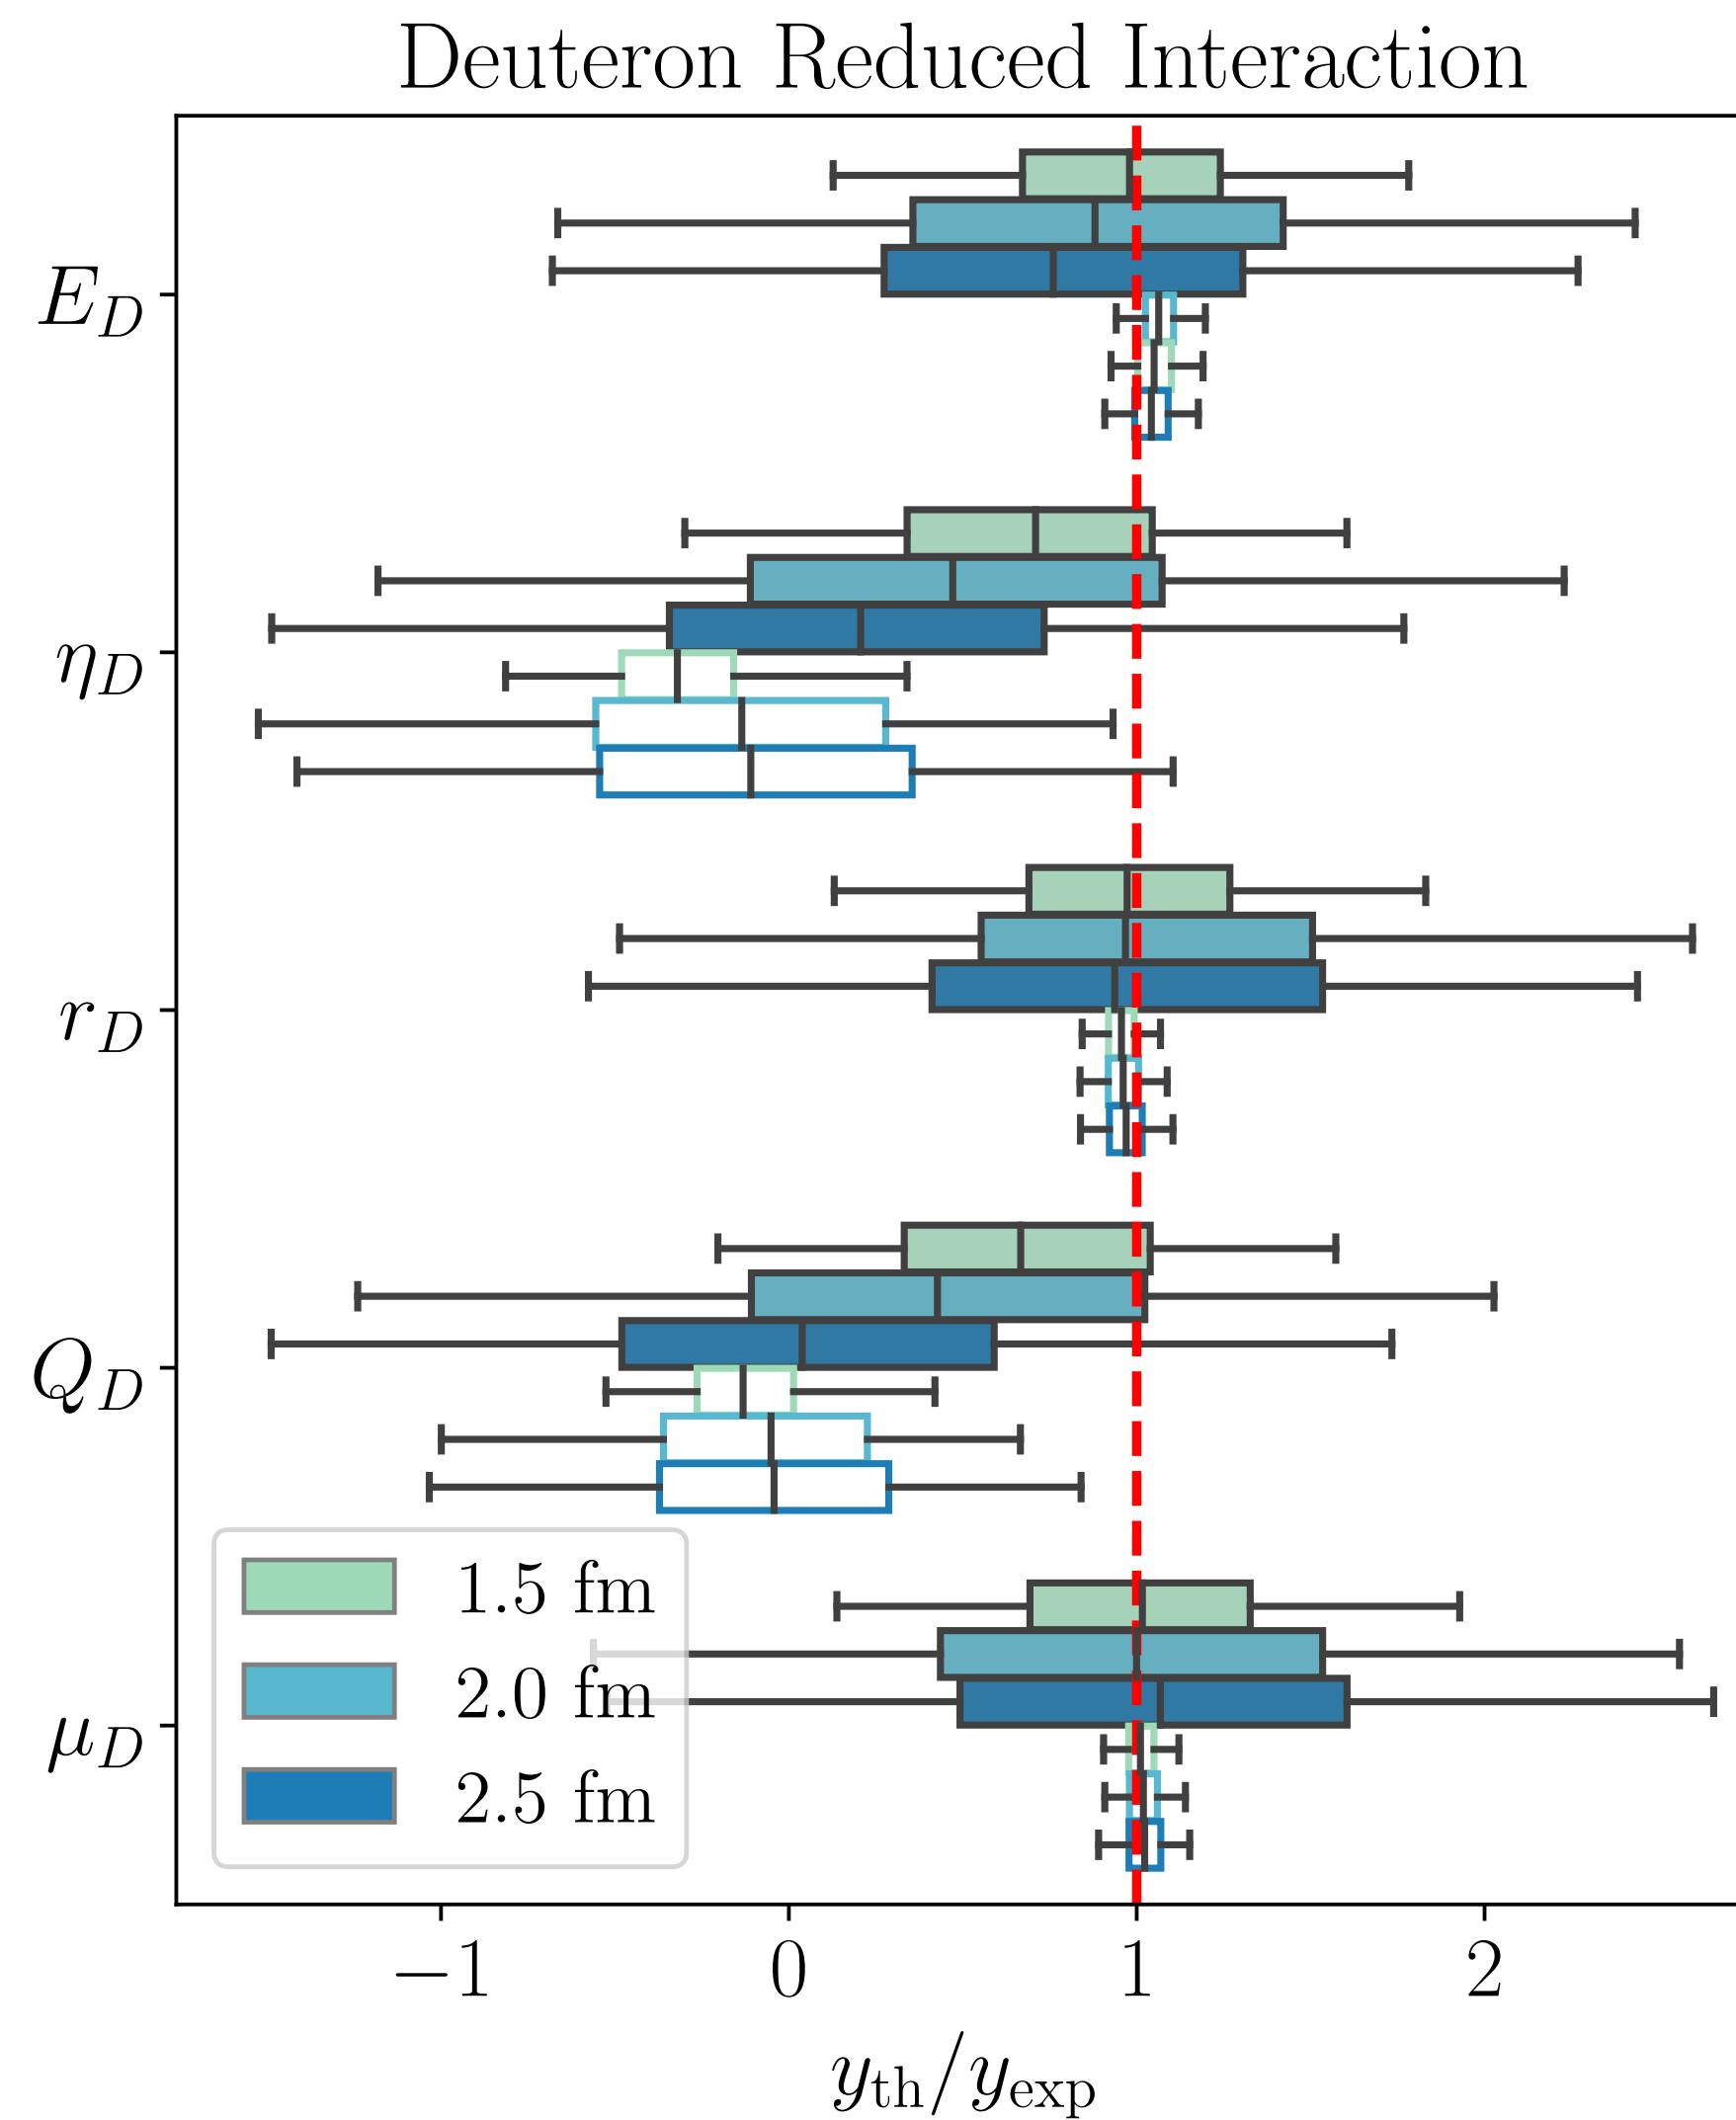 Deuteron Reduced Interaction
E_D
η_D
r_D
Q_D
μ_D
1.5 fm
2.0 fm
2.5 fm
−1 0 1 2
y_th/y_exp